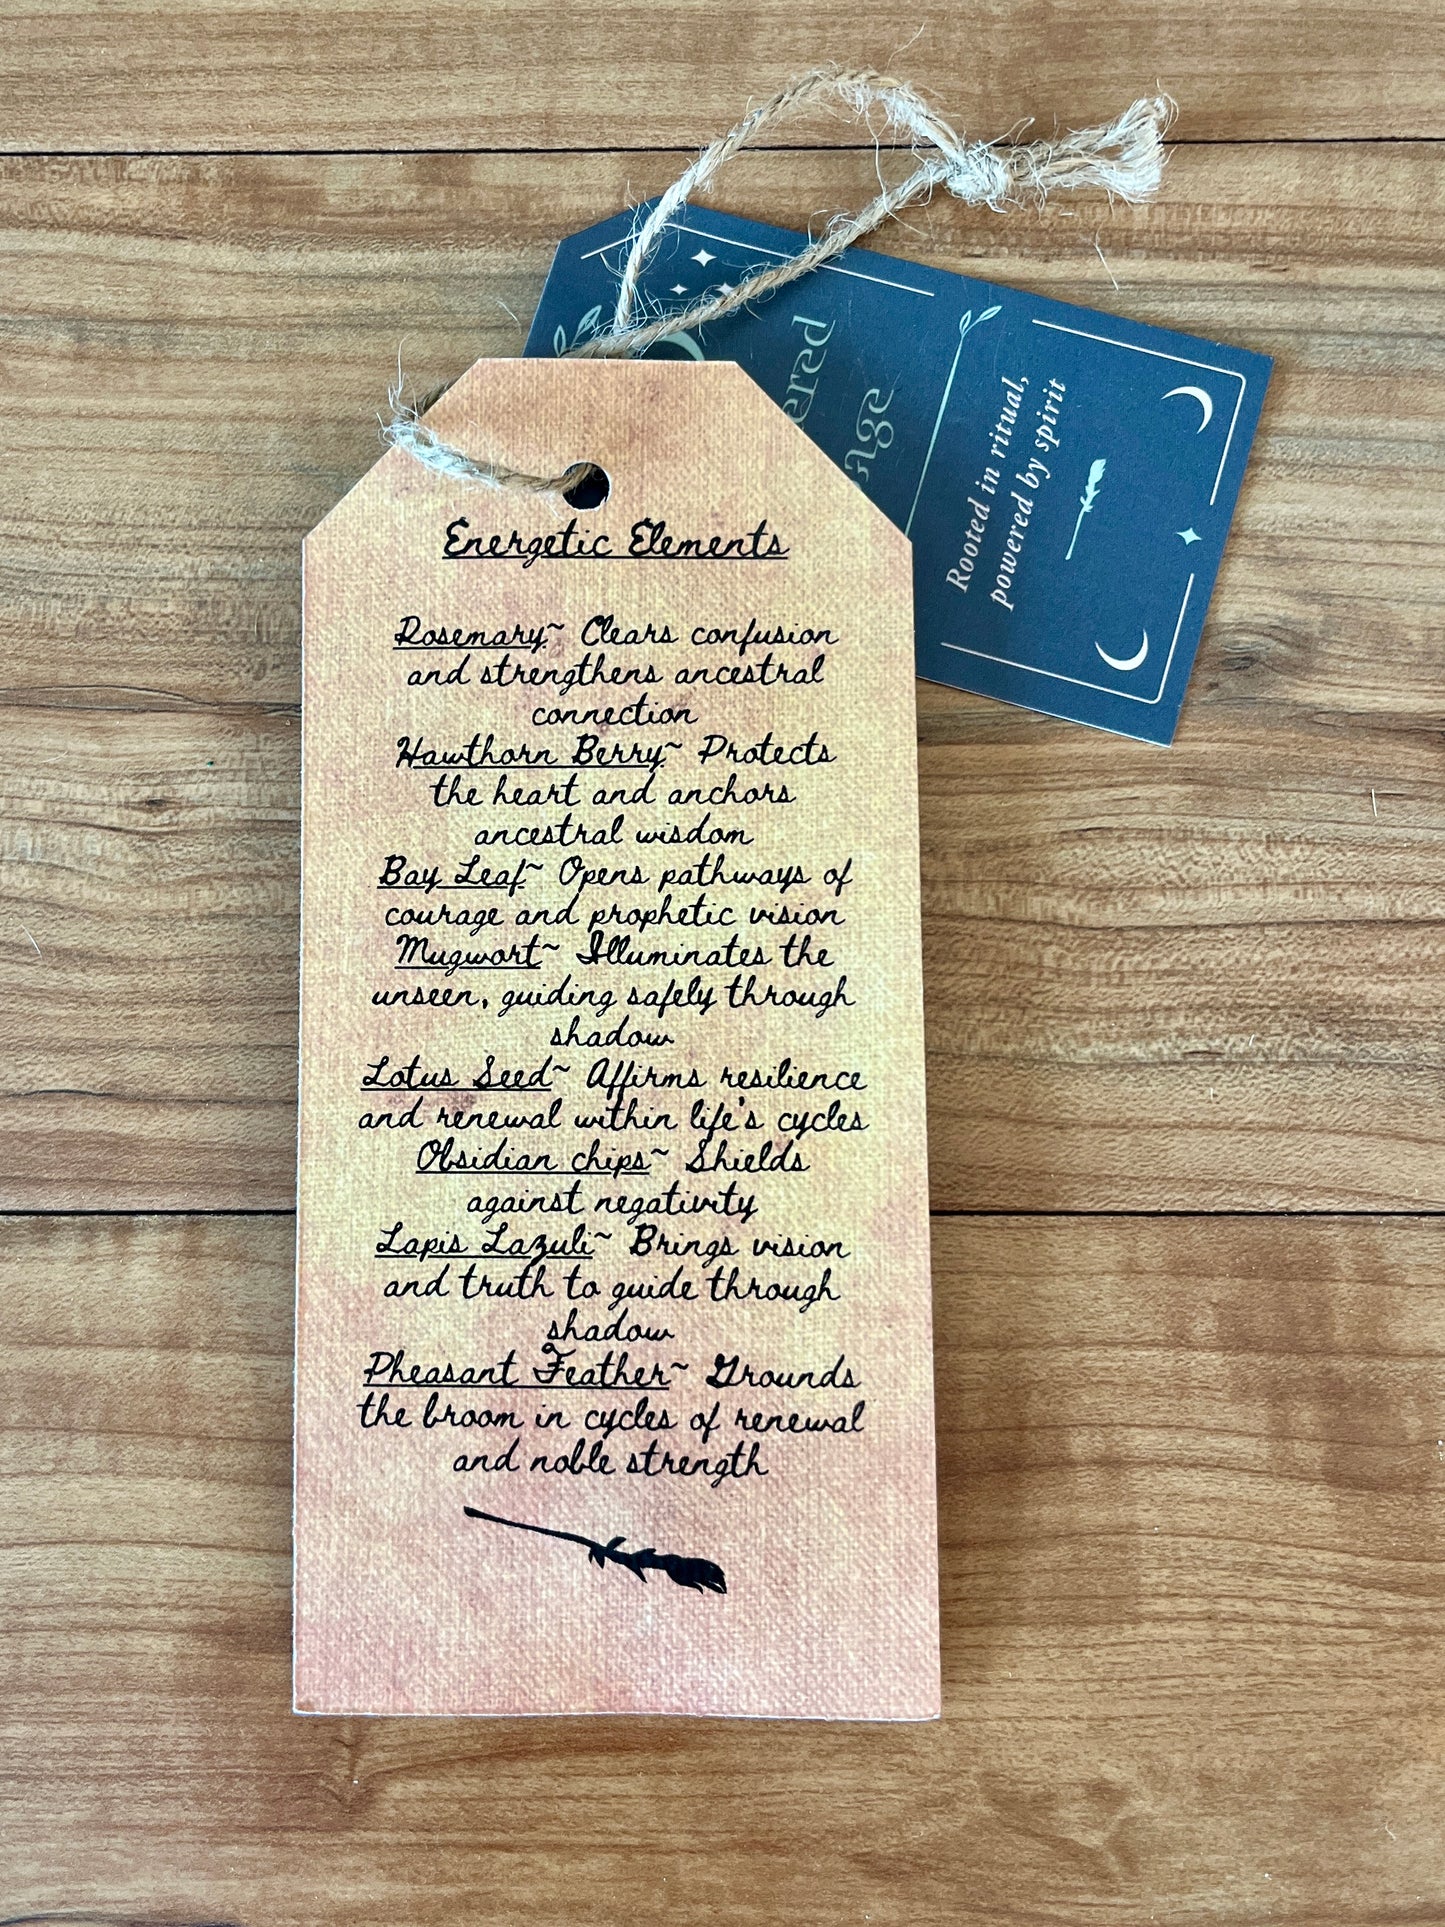 Energetic Elements
Rosemary~ Clears confusion
and strengthens ancestral
connection
Hawthorn Berry~ Protects
the heart and anchors
ancestral wisdom
Bay Leaf~ Opens pathways of
courage and prophetic vision
Mugwort~ Illuminates the
unseen, guiding safely through
shadow
Lotus Seed~ Affirms resilience
and renewal within life's cycles
Obsidian chips~ Shields
against negativity
Lapis Lazuli~ Brings vision
and truth to guide through
shadow
Pheasant Feather~ Grounds
the broom in cycles of renewal
and noble strength
Rooted in ritual,
powered by spirit